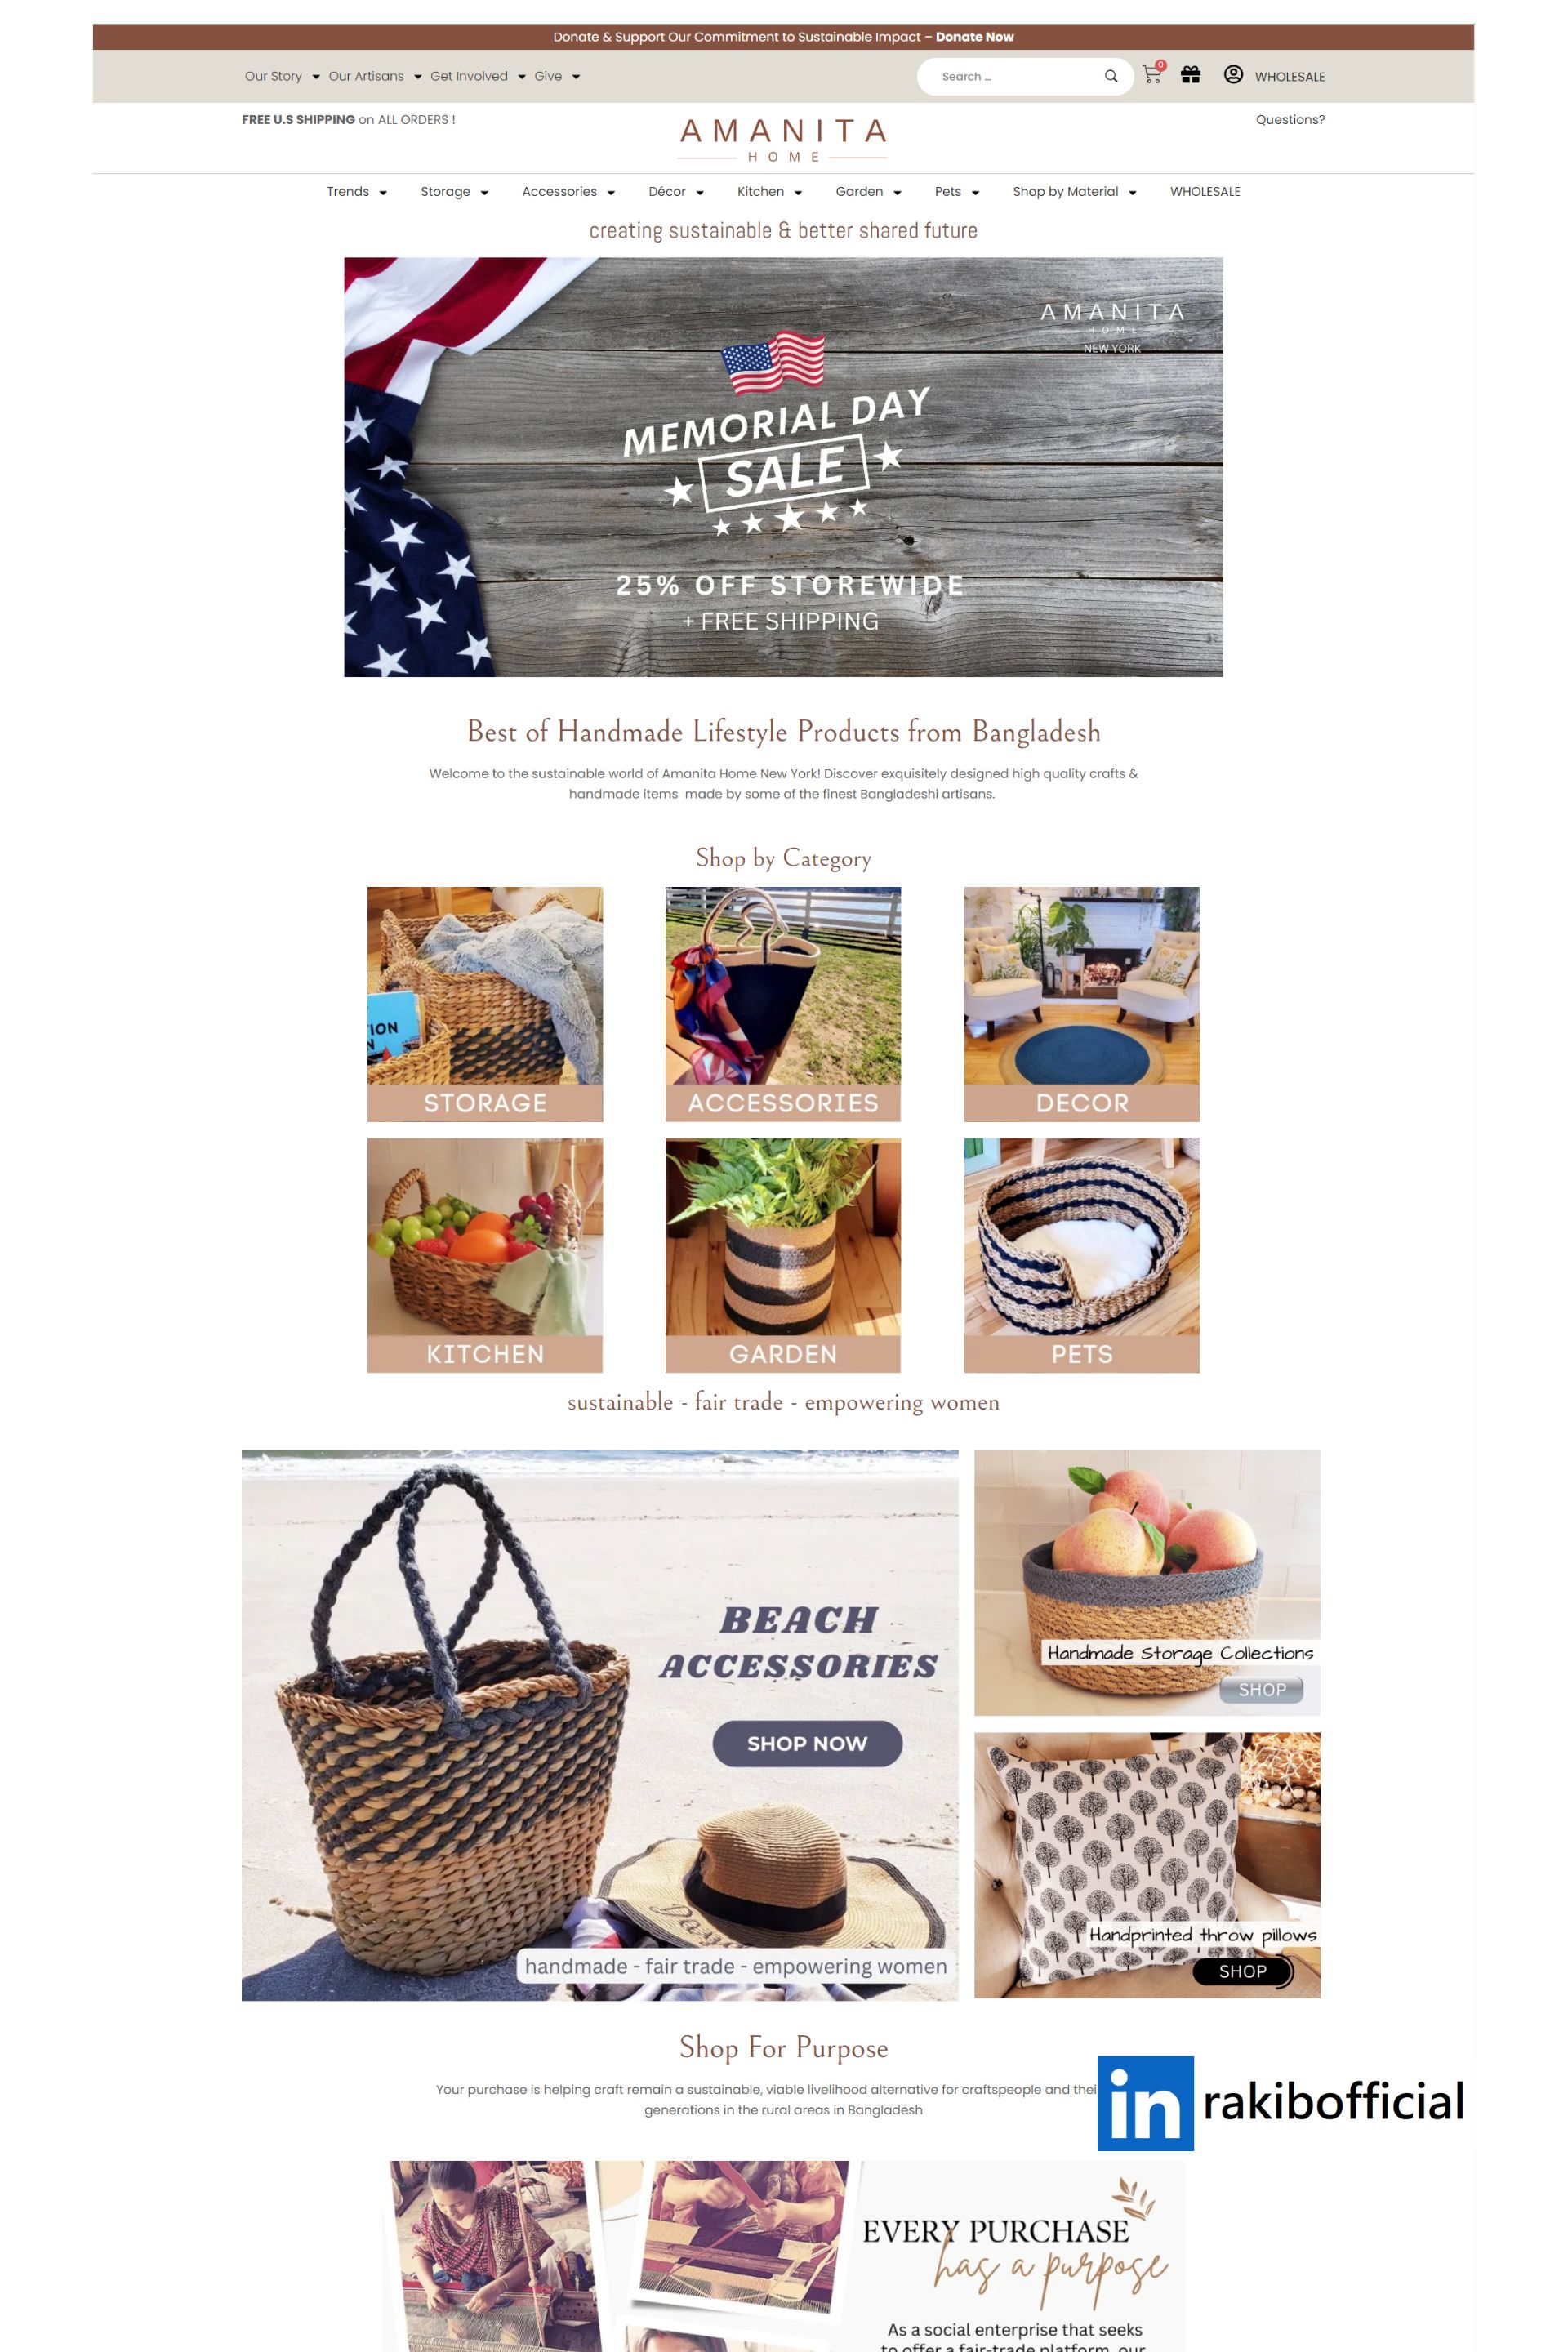 Donate & Support Our Commitment to Sustainable Impact – Donate Now
Our Story Our Artisans Get Involved Give
Search ...
0
WHOLESALE
FREE U.S SHIPPING on ALL ORDERS !
AMANITA
HOME
Questions?
Trends Storage Accessories Décor Kitchen Garden Pets Shop by Material WHOLESALE
creating sustainable & better shared future
AMANITA
HOME
NEW YORK
MEMORIAL DAY
SALE
25% OFF STOREWIDE
+ FREE SHIPPING
Best of Handmade Lifestyle Products from Bangladesh
Welcome to the sustainable world of Amanita Home New York! Discover exquisitely designed high quality crafts &
handmade items made by some of the finest Bangladeshi artisans.
Shop by Category
ION
N
STORAGE
ACCESSORIES
DECOR
KITCHEN
GARDEN
PETS
sustainable - fair trade - empowering women
BEACH
ACCESSORIES
SHOP NOW
handmade - fair trade - empowering women
Handmade Storage Collections
SHOP
Handprinted throw pillows
SHOP
Shop For Purpose
Your purchase is helping craft remain a sustainable, viable livelihood alternative for craftspeople and thei
generations in the rural areas in Bangladesh
in rakibofficial
EVERY PURCHASE
has a purpose
As a social enterprise that seeks
to offer a fair-trade platform, our